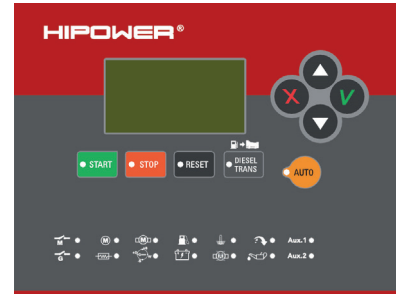 HIPOWER®
X V
START STOP RESET DIESEL
TRANS
AUTO
M M M Aux.1
G M Aux.2